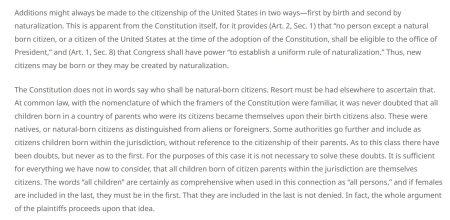 Additions might always be made to the citizenship of the United States in two ways—first by birth and second by
naturalization. This is apparent from the Constitution itself, for it provides (Art. 2, Sec. 1) that "no person except a natural
born citizen, or a citizen of the United States at the time of the adoption of the Constitution, shall be eligible to the office of
President," and (Art. 1, Sec. 8) that Congress shall have power "to establish a uniform rule of naturalization." Thus, new
citizens may be born or they may be created by naturalization.
The Constitution does not in words say who shall be natural-born citizens. Resort must be had elsewhere to ascertain that.
At common law, with the nomenclature of which the framers of the Constitution were familiar, it was never doubted that all
children born in a country of parents who were its citizens became themselves upon their birth citizens also. These were
natives, or natural-born citizens as distinguished from aliens or foreigners. Some authorities go further and include as
citizens children born within the jurisdiction, without reference to the citizenship of their parents. As to this class there have
been doubts, but never as to the first. For the purposes of this case it is not necessary to solve these doubts. It is sufficient
for everything we have now to consider, that all children born of citizen parents within the jurisdiction are themselves
citizens. The words "all children" are certainly as comprehensive when used in this connection as "all persons," and if females
are included in the last, they must be in the first. That they are included in the last is not denied. In fact, the whole argument
of the plaintiffs proceeds upon that idea.